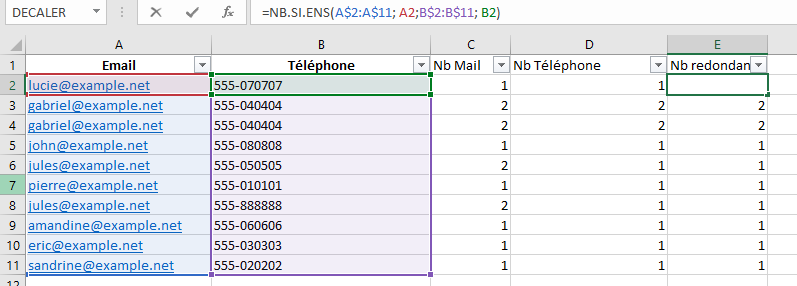 DECALER =NB.SI.ENS(A$2:A$11; A2;B$2:B$11; B2)
A B C D E
1 Email Téléphone Nb Mail Nb Téléphone Nb redondan
2 lucie@example.net 555-070707 1 1
3 gabriel@example.net 555-040404 2 2 2
4 gabriel@example.net 555-040404 2 2 2
5 john@example.net 555-080808 1 1 1
6 jules@example.net 555-050505 2 1 1
7 pierre@example.net 555-010101 1 1 1
8 jules@example.net 555-888888 2 1 1
9 amandine@example.net 555-060606 1 1 1
10 eric@example.net 555-030303 1 1 1
11 sandrine@example.net 555-020202 1 1 1